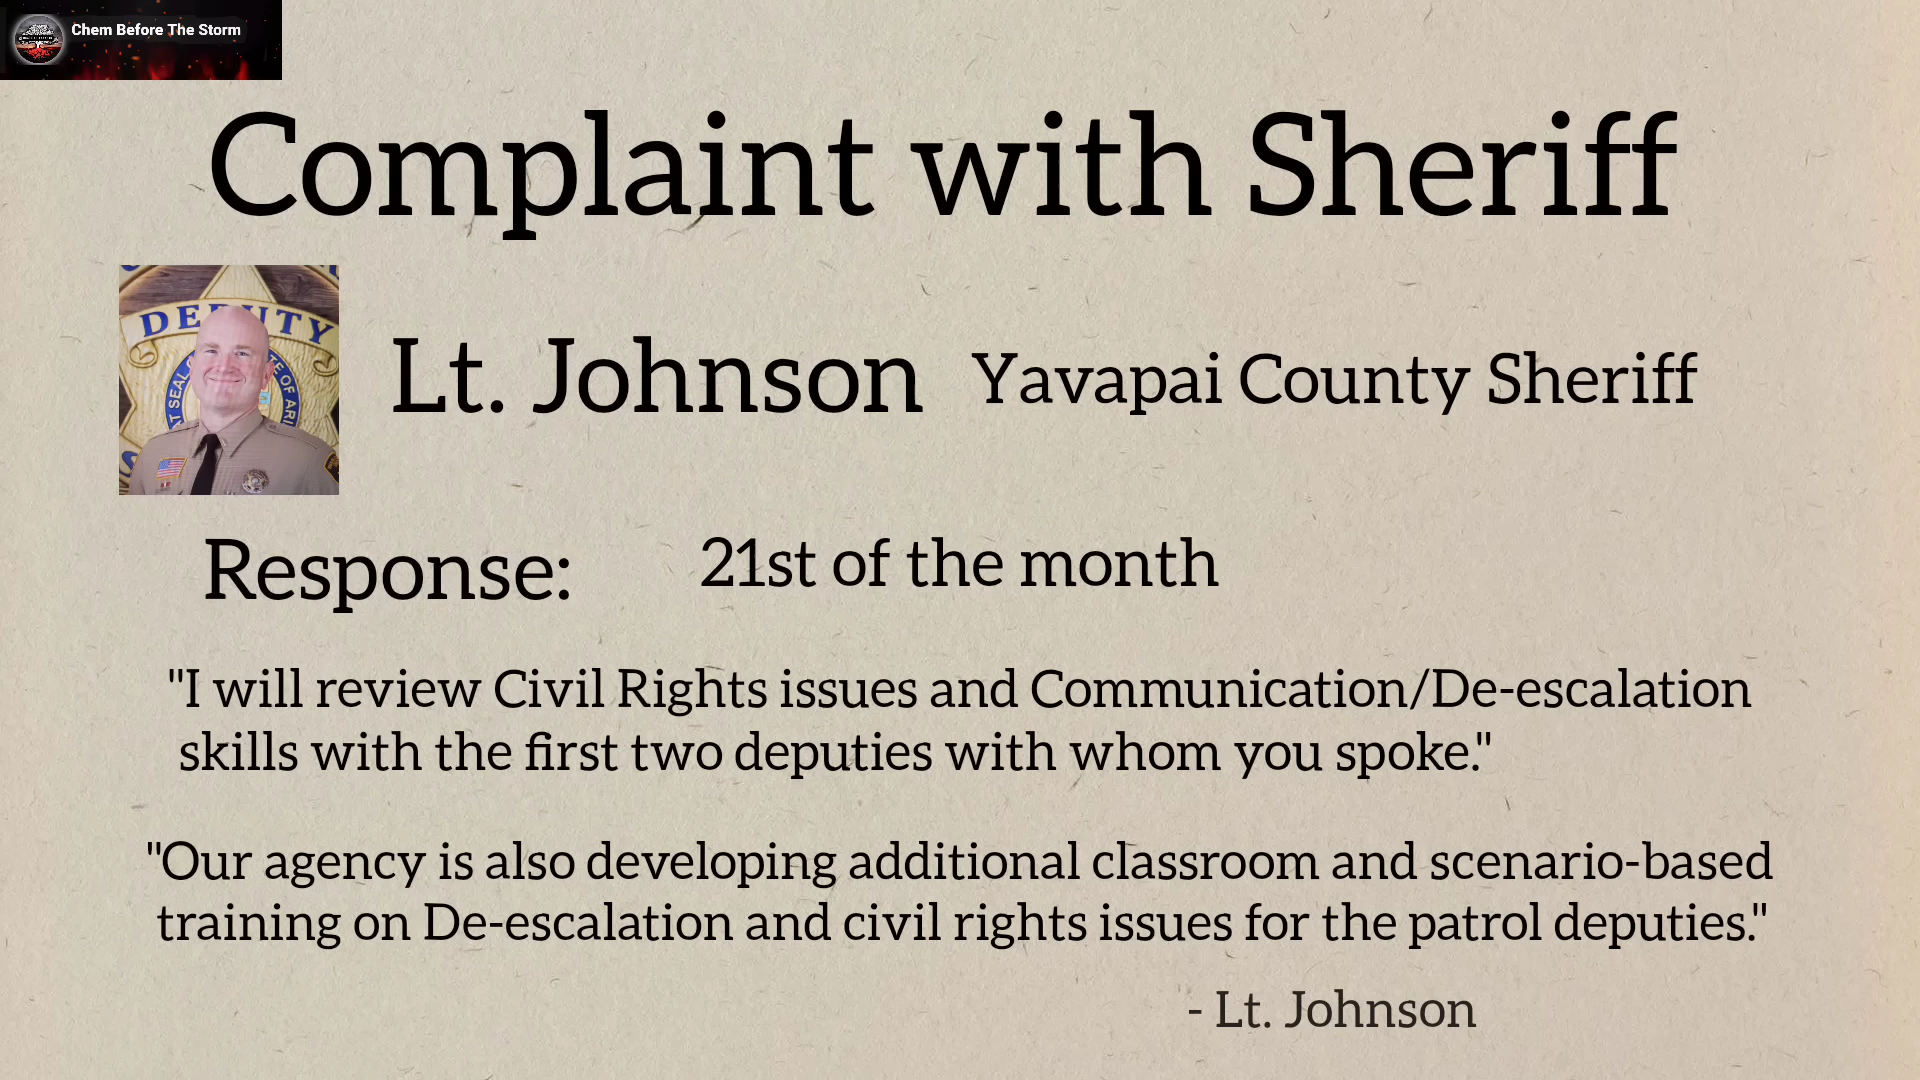 Chem Before The Storm
Complaint with Sheriff
DEPUTY
Lt. Johnson
Yavapai County Sheriff
Response:
21st of the month
"I will review Civil Rights issues and Communication/De-escalation
skills with the first two deputies with whom you spoke."
"Our agency is also developing additional classroom and scenario-based
training on De-escalation and civil rights issues for the patrol deputies."
- Lt. Johnson